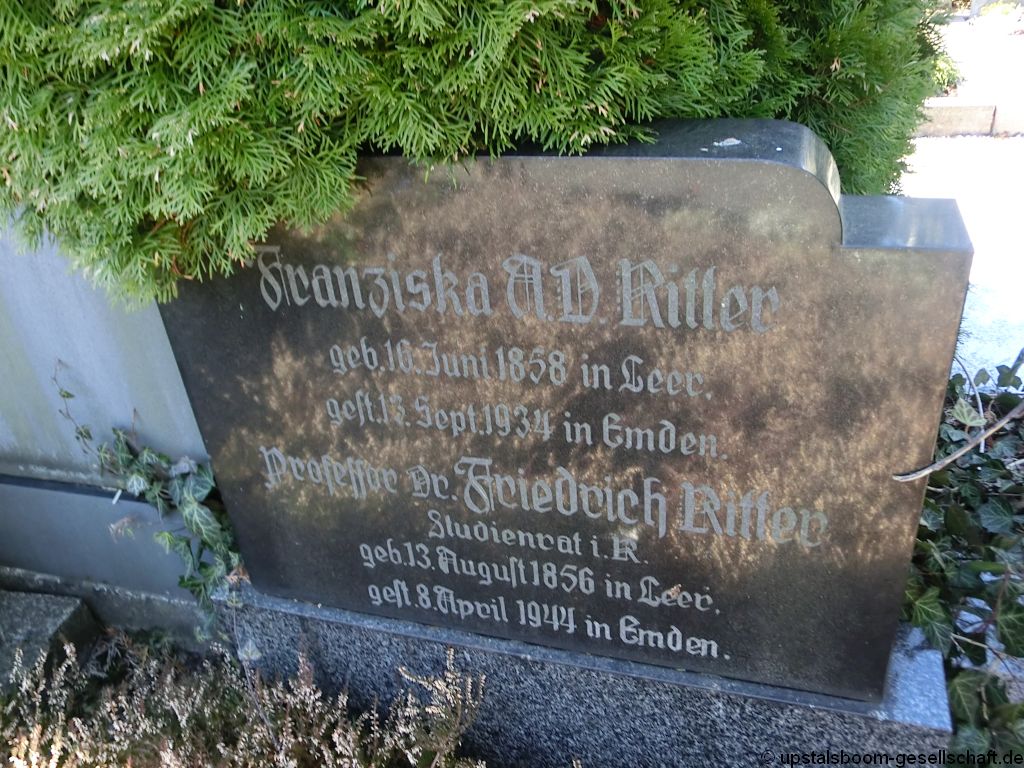 Franziska A.D. Ritter
geb. 16. Juni 1858 in Leer.
gest. 13. Sept. 1934 in Emden.
Professor Dr. Friedrich Ritter
Studienrat i. R.
geb. 13. August 1856 in Leer.
gest. 8. April 1944 in Emden.
© upstalsboom-gesellschaft.de